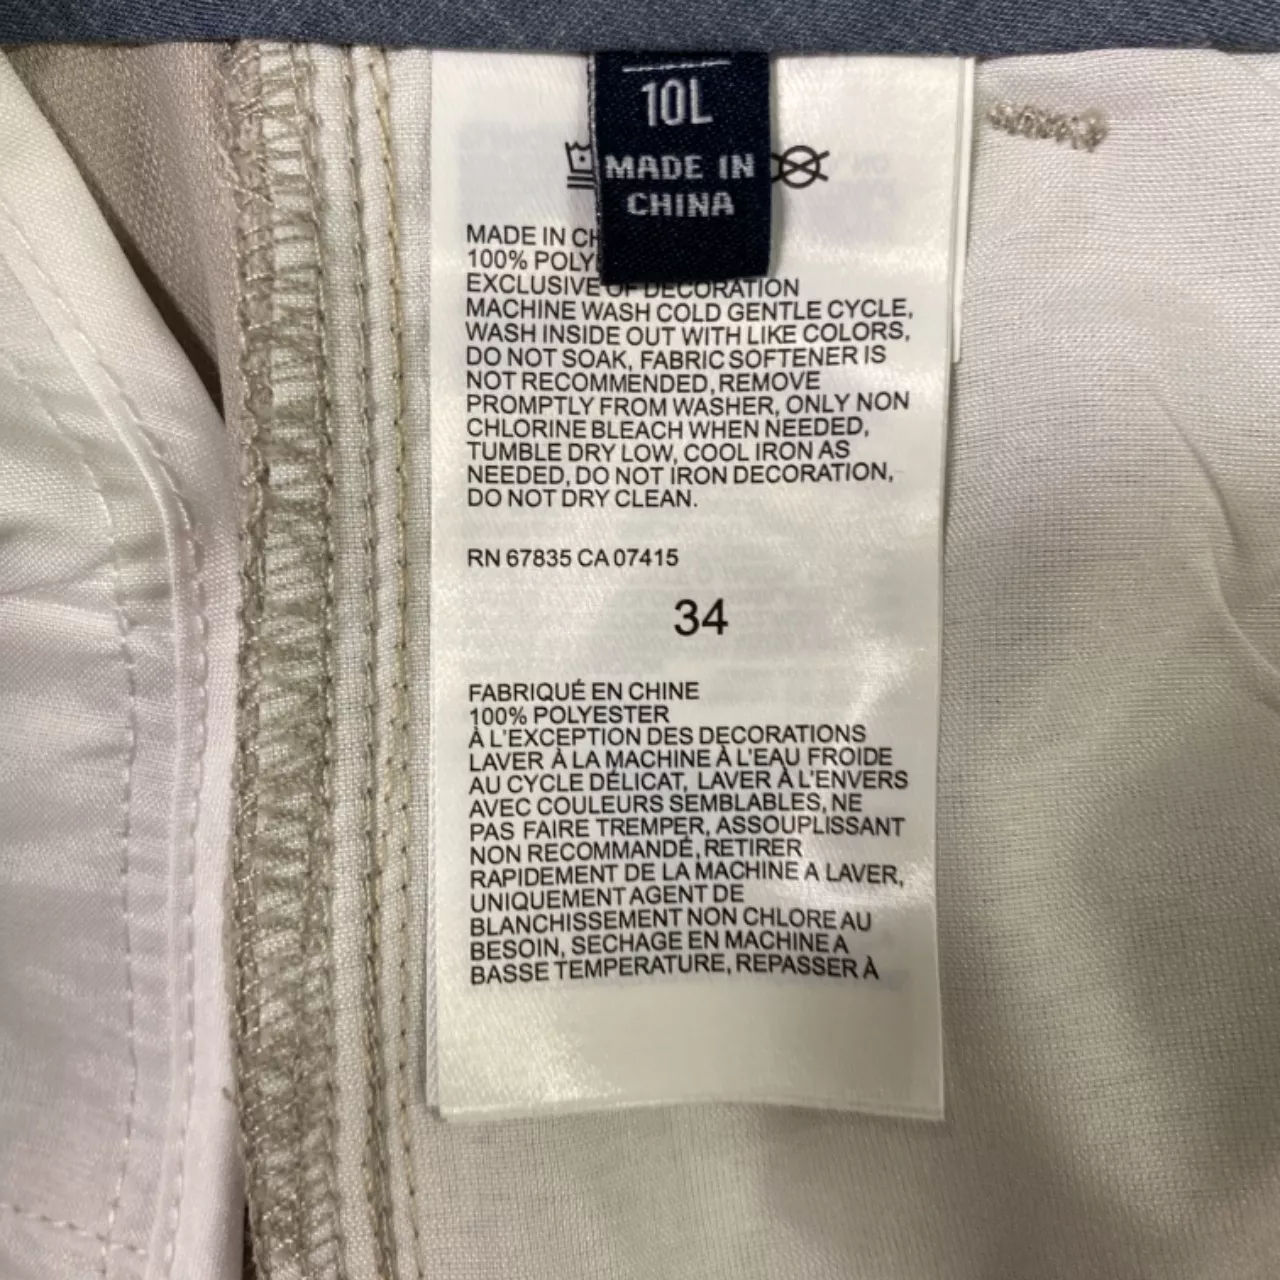 10L
MADE IN
CHINA
MADE IN CH
100% POLY
EXCLUSIVE OF DECORATION
MACHINE WASH COLD GENTLE CYCLE,
WASH INSIDE OUT WITH LIKE COLORS,
DO NOT SOAK, FABRIC SOFTENER IS
NOT RECOMMENDED, REMOVE
PROMPTLY FROM WASHER, ONLY NON
CHLORINE BLEACH WHEN NEEDED,
TUMBLE DRY LOW, COOL IRON AS
NEEDED, DO NOT IRON DECORATION,
DO NOT DRY CLEAN.
RN 67835 CA 07415
34
FABRIQUÉ EN CHINE
100% POLYESTER
À L'EXCEPTION DES DECORATIONS
LAVER À LA MACHINE À L'EAU FROIDE
AU CYCLE DÉLICAT, LAVER À L'ENVERS
AVEC COULEURS SEMBLABLES, NE
PAS FAIRE TREMPER, ASSOUPLISSANT
NON RECOMMANDÉ, RETIRER
RAPIDEMENT DE LA MACHINE A LAVER,
UNIQUEMENT AGENT DE
BLANCHISSEMENT NON CHLORE AU
BESOIN, SECHAGE EN MACHINE A
BASSE TEMPERATURE, REPASSER À